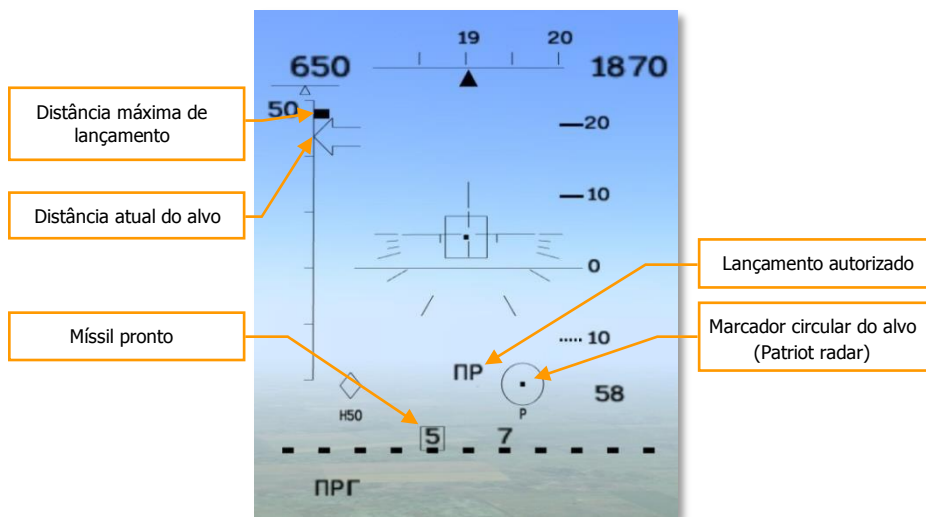 19 20
650 1870
50
20
10
0
10
ПР
58
Н50 Р
5 7
ПРГ
Distância máxima de
lançamento
Distância atual do alvo
Míssil pronto
Lançamento autorizado
Marcador circular do alvo
(Patriot radar)